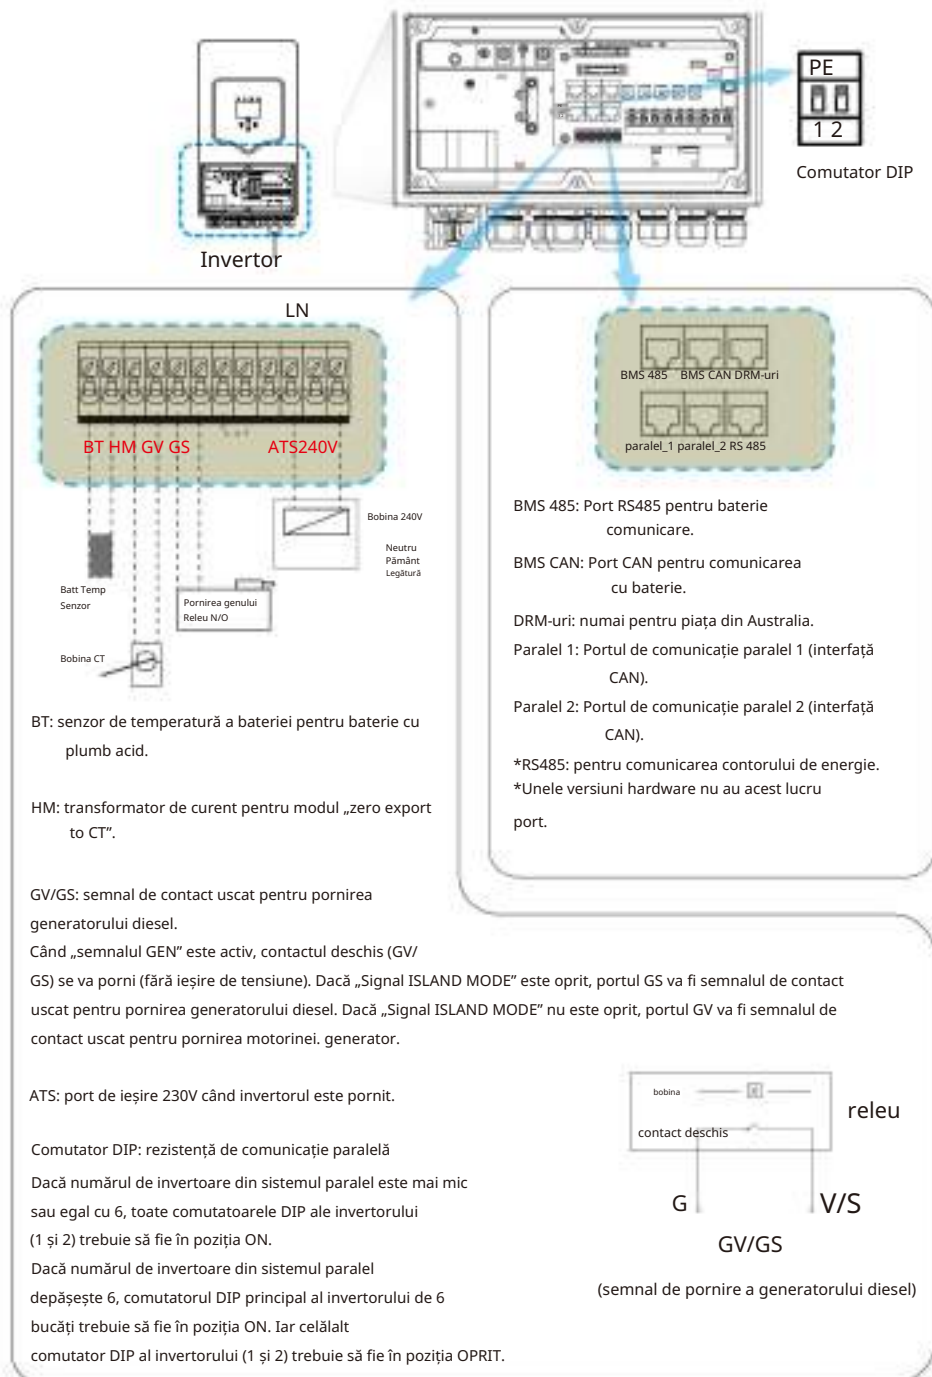 PE
1 2
Comutator DIP
Invertor
LN
BT HM GV GS
ATS240V
Bobina 240V
Neutru
Pământ
Legătură
Batt Temp
Senzor
Pornirea genului
Releu N/O
Bobina CT
BT: senzor de temperatură a bateriei pentru baterie cu
plumb acid.
HM: transformator de curent pentru modul „zero export
to CT”.
GV/GS: semnal de contact uscat pentru pornirea
generatorului diesel.
Când „semnalul GEN” este activ, contactul deschis (GV/
GS) se va porni (fără ieșire de tensiune). Dacă „Signal ISLAND MODE” este oprit, portul GS va fi semnalul de contact
uscat pentru pornirea generatorului diesel. Dacă „Signal ISLAND MODE” nu este oprit, portul GV va fi semnalul de
contact uscat pentru pornirea motorinei. generator.
ATS: port de ieșire 230V când invertorul este pornit.
Comutator DIP: rezistență de comunicație paralelă
Dacă numărul de invertoare din sistemul paralel este mai mic
sau egal cu 6, toate comutatoarele DIP ale invertorului
(1 și 2) trebuie să fie în poziția ON.
Dacă numărul de invertoare din sistemul paralel
depășește 6, comutatorul DIP principal al invertorului de 6
bucăți trebuie să fie în poziția ON. Iar celălalt
comutator DIP al invertorului (1 și 2) trebuie să fie în poziția OPRIT.
BMS 485 BMS CAN DRM-uri
paralel_1 paralel_2 RS 485
BMS 485: Port RS485 pentru baterie
comunicare.
BMS CAN: Port CAN pentru comunicarea
cu baterie.
DRM-uri: numai pentru piața din Australia.
Paralel 1: Portul de comunicație paralel 1 (interfață
CAN).
Paralel 2: Portul de comunicație paralel 2 (interfață
CAN).
*RS485: pentru comunicarea contorului de energie.
*Unele versiuni hardware nu au acest lucru
port.
bobina
contact deschis
releu
G
V/S
GV/GS
(semnal de pornire a generatorului diesel)